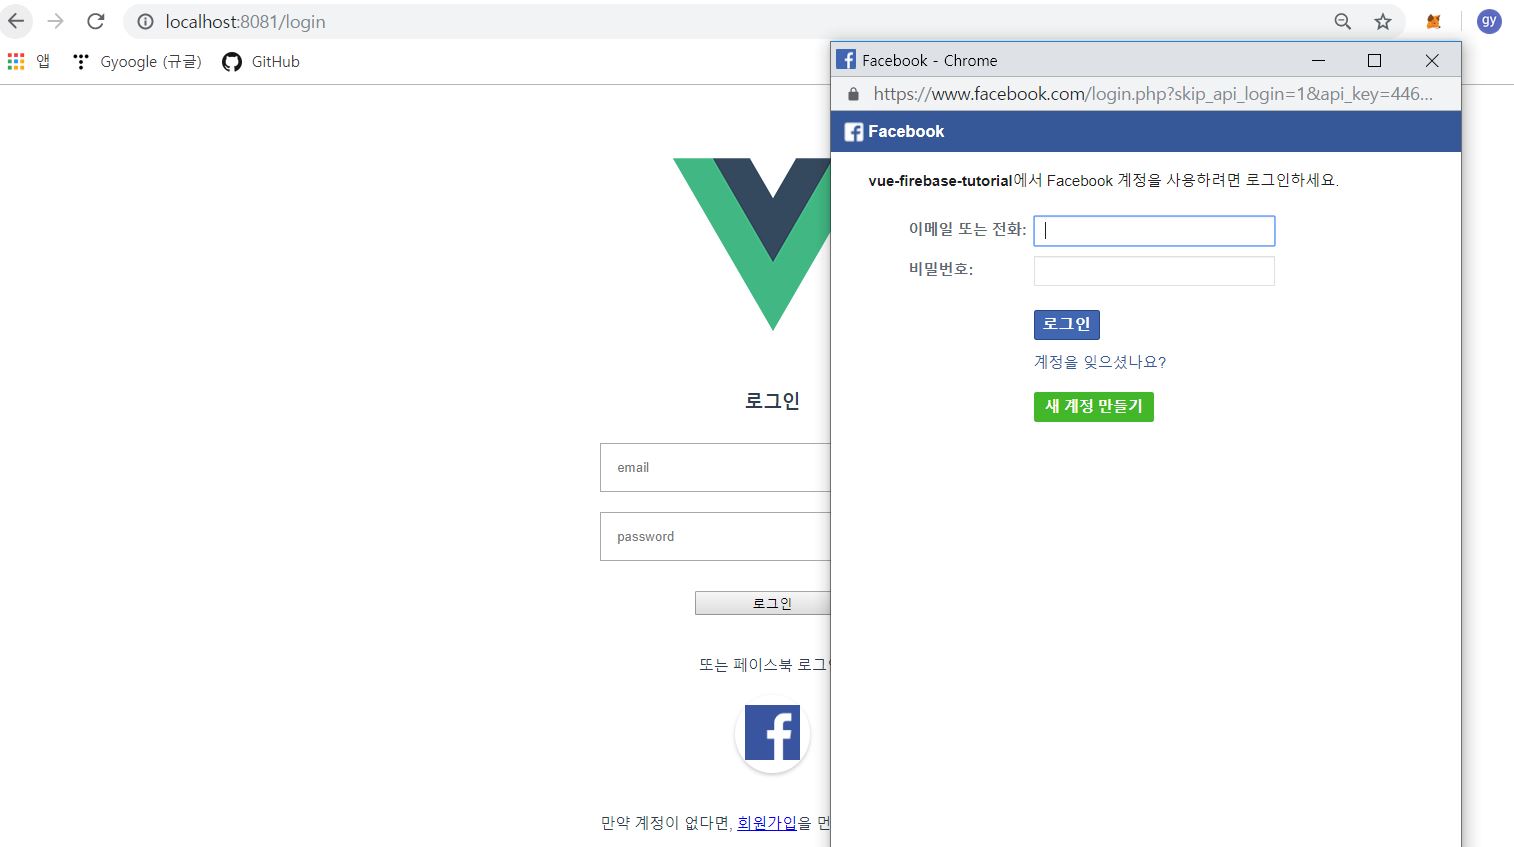 localhost:8081/login
gy
앱
Gyoogle (규글)
GitHub
로그인
email
password
로그인
또는 페이스북 로그
만약 계정이 없다면, 회원가입을 먼
Facebook - Chrome
https://www.facebook.com/login.php?skip_api_login=1&api_key=446...
Facebook
vue-firebase-tutorial에서 Facebook 계정을 사용하려면 로그인하세요.
이메일 또는 전화:
비밀번호:
로그인
계정을 잊으셨나요?
새 계정 만들기